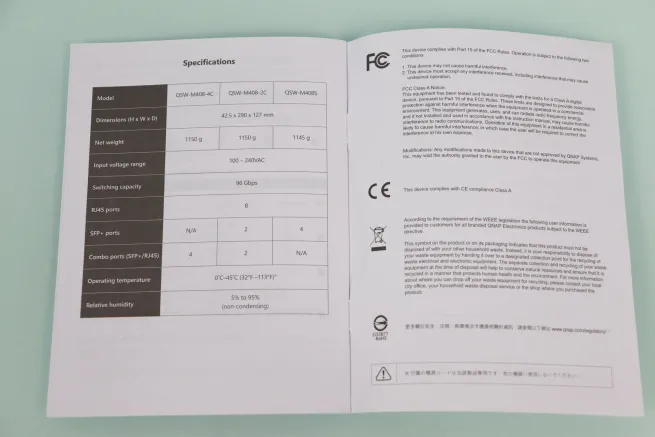 Specifications
Model QSW-M408-4C QSW-M408-2C QSW-M408S
Dimensions (H x W x D) 42.5 x 290 x 127 mm
Net weight 1150 g 1150 g 1145 g
Input voltage range 100 – 240VAC
Switching capacity 96 Gbps
RJ45 ports 8
SFP+ ports N/A 2 4
Combo ports (SFP+/RJ45) 4 2 N/A
Operating temperature 0˚C–45˚C (32˚F–113˚F)"
Relative humidity 5% to 95%
(non-condensing)
FC
This device complies with Part 15 of the FCC Rules. Operation is subject to the following two
conditions:
1. This device may not cause harmful interference.
2. This device must accept any interference received, including interference that may cause
undesired operation.
FCC Class A Notice
This equipment has been tested and found to comply with the limits for a Class A digital
device, pursuant to Part 15 of the FCC Rules. These limits are designed to provide reasonable
protection against harmful interference when the equipment is operated in a commercial
environment. This equipment generates, uses, and can radiate radio frequency energy,
and if not installed and used in accordance with the instruction manual, may cause harmful
interference to radio communications. Operation of this equipment in a residential area is
likely to cause harmful interference, in which case the user will be required to correct the
interference at his own expense.
Modifications: Any modifications made to this device that are not approved by QNAP Systems,
Inc. may void the authority granted to the user by the FCC to operate this equipment.
CE
This device complies with CE compliance Class A
According to the requirement of the WEEE legislation the following user information is
provided to customers for all branded QNAP Electronics products subject to the WEEE
directive.
This symbol on the product or on its packaging indicates that this product must not be
disposed of with your other household waste. Instead, it is your responsibility to dispose of
your waste equipment by handing it over to a designated collection point for the recycling of
waste electrical and electronic equipment. The separate collection and recycling of your waste
equipment at the time of disposal will help to conserve natural resources and ensure that it is
recycled in a manner that protects human health and the environment. For more information
about where you can drop off your waste equipment for recycling, please contact your local
city office, your household waste disposal service or the shop where you purchased the
product.
RoHS
www.qnap.com/regulatory/